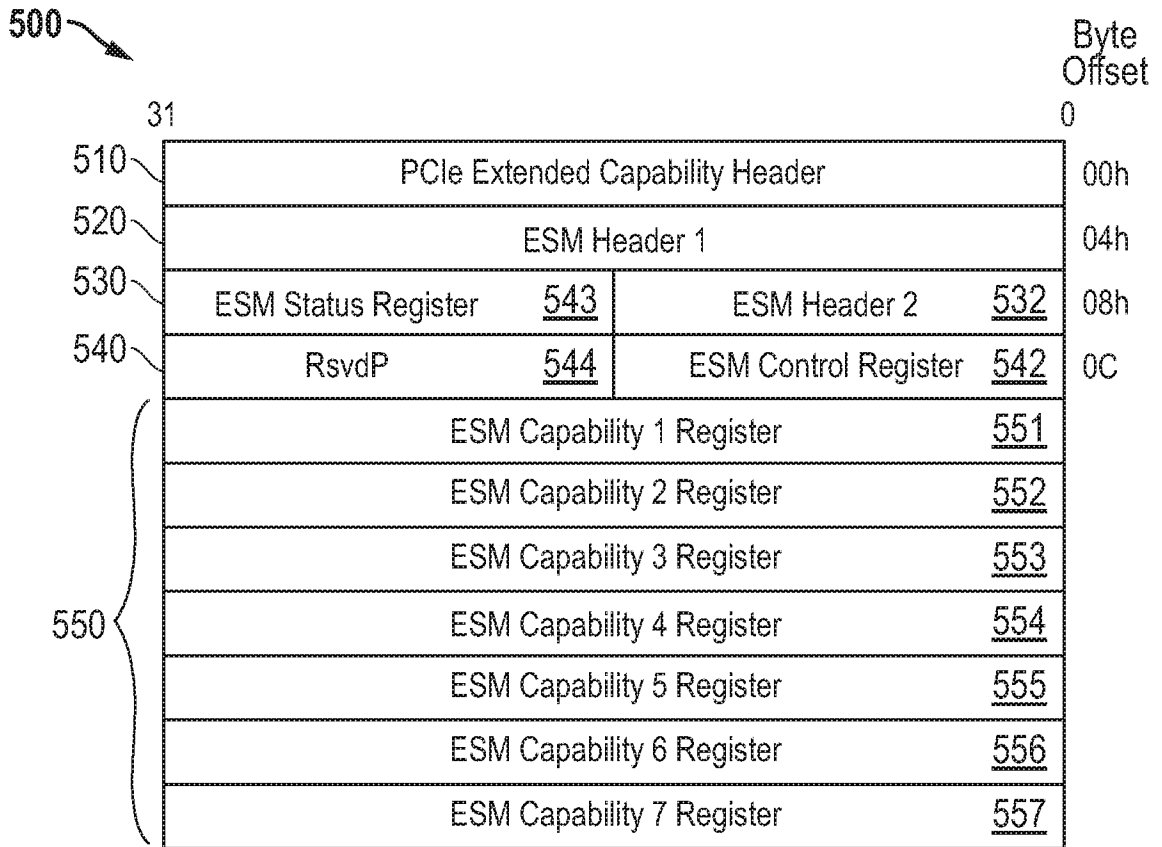 500
Byte
Offset
31 0
510 PCIe Extended Capability Header 00h
520 ESM Header 1 04h
530 ESM Status Register 543 ESM Header 2 532 08h
540 RsvdP 544 ESM Control Register 542 0C
ESM Capability 1 Register 551
ESM Capability 2 Register 552
ESM Capability 3 Register 553
550 ESM Capability 4 Register 554
ESM Capability 5 Register 555
ESM Capability 6 Register 556
ESM Capability 7 Register 557